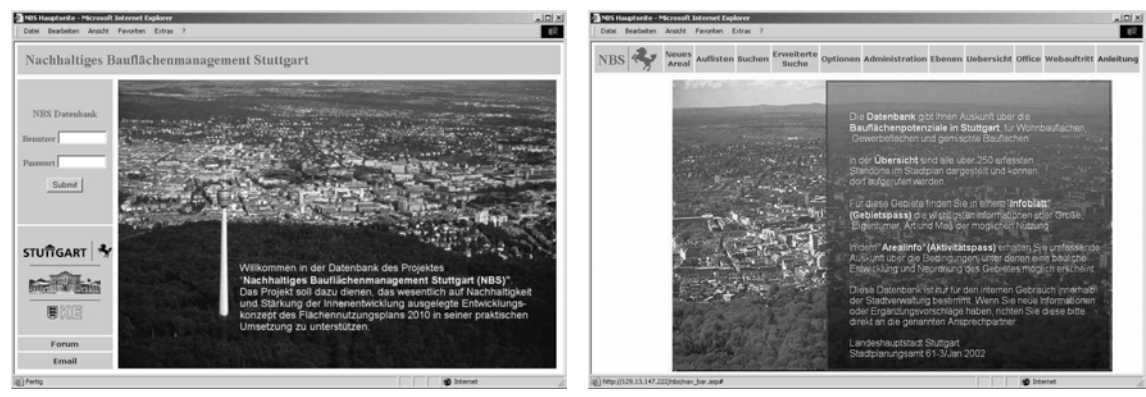 NBS Hauptseite - Microsoft Internet Explorer
Datei Bearbeiten Ansicht Favoriten Extras ?
Nachhaltiges Bauflächenmanagement Stuttgart
NBS Datenbank
Benutzer
Passwort
Submit
STUTTGART
KE
Forum
Email
Willkommen in der Datenbank des Projektes
"Nachhaltiges Bauflächenmanagement Stuttgart (NBS)"
Das Projekt soll dazu dienen, das wesentlich auf Nachhaltigkeit
und Stärkung der Innenentwicklung ausgelegte Entwicklungs-
konzept des Flächennutzungsplans 2010 in seiner praktischen
Umsetzung zu unterstützen.
Fertig
Internet
NBS Hauptseite - Microsoft Internet Explorer
Datei Bearbeiten Ansicht Favoriten Extras ?
NBS Neues Areal Auflisten Suchen Erweiterte Suche Optionen Administration Ebenen Uebersicht Office Webauftritt Anleitung
Die Datenbank gibt Ihnen Auskunft über die
Bauflächenpotenziale in Stuttgart, für Wohnbauflächen,
Gewerbeflächen und gemischte Bauflächen.
In der Übersicht sind alle über 250 erfassten
Standorte im Stadtplan dargestellt und können
dort aufgerufen werden.
Für diese Gebiete finden Sie in einem "Infoblatt"
(Gebietspass) die wichtigsten Informationen über Größe,
Eigentümer, Art und Maß der möglichen Nutzung.
In dem "Arealinfo" (Aktivitätspass) erhalten Sie umfassende
Auskunft über die Bedingungen, unter denen eine bauliche
Entwicklung und Neuordnung des Gebietes möglich erscheint.
Diese Datenbank ist nur für den internen Gebrauch innerhalb
der Stadtverwaltung bestimmt. Wenn Sie neue Informationen
oder Ergänzungsvorschläge haben, richten Sie diese bitte
direkt an die genannten Ansprechpartner.
Landeshauptstadt Stuttgart
Stadtplanungsamt 61-3/Jan 2002
http://129.13.147.222/nbs/nav_bar.asp#
Internet